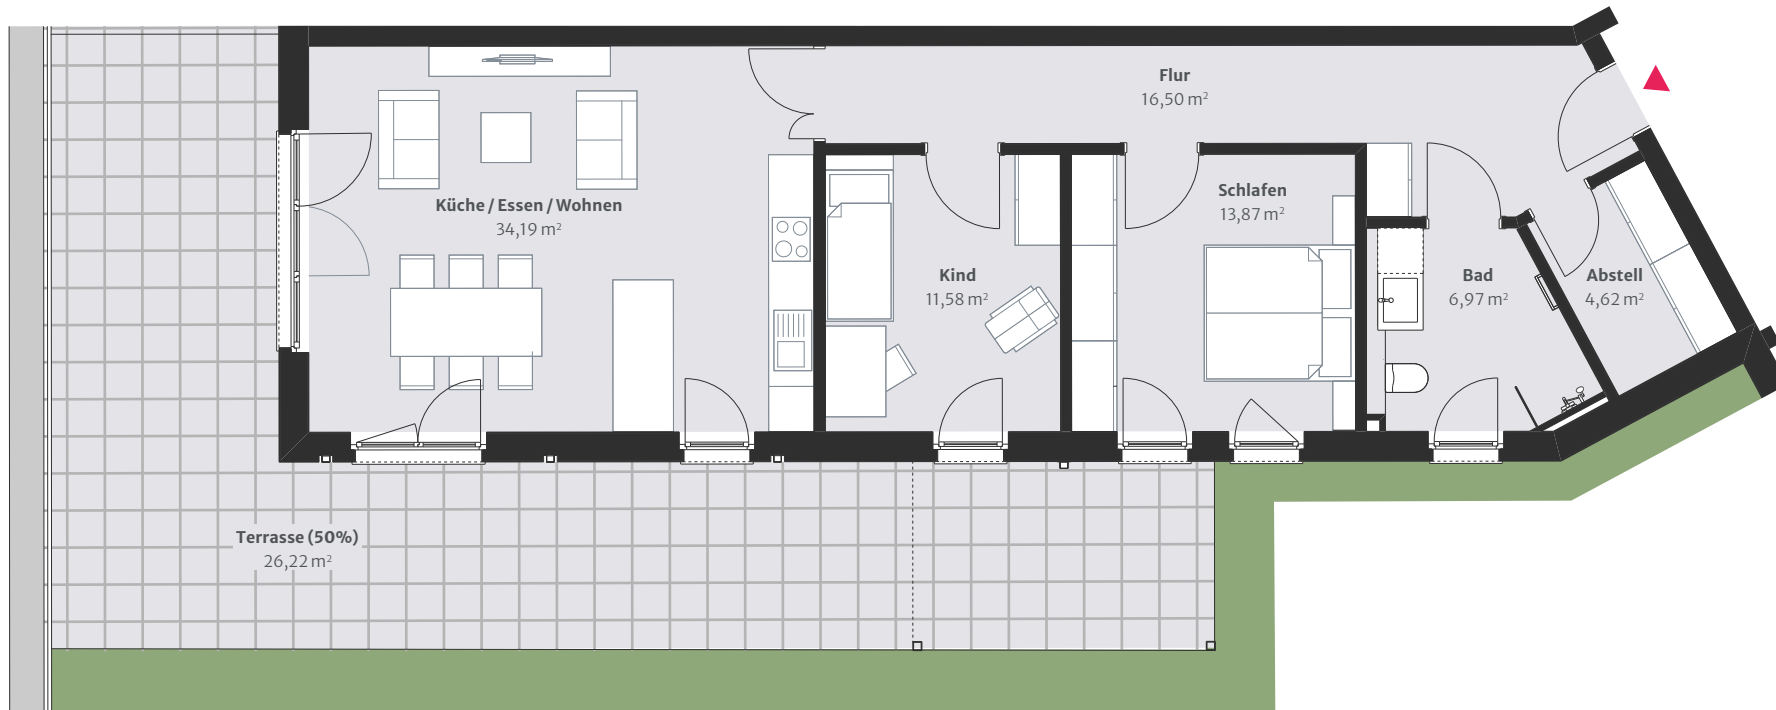 Flur
16,50 m²
Küche / Essen / Wohnen
34,19 m²
Schlafen
13,87 m²
Kind
11,58 m²
Bad
6,97 m²
Abstell
4,62 m²
Terrasse (50%)
26,22 m²